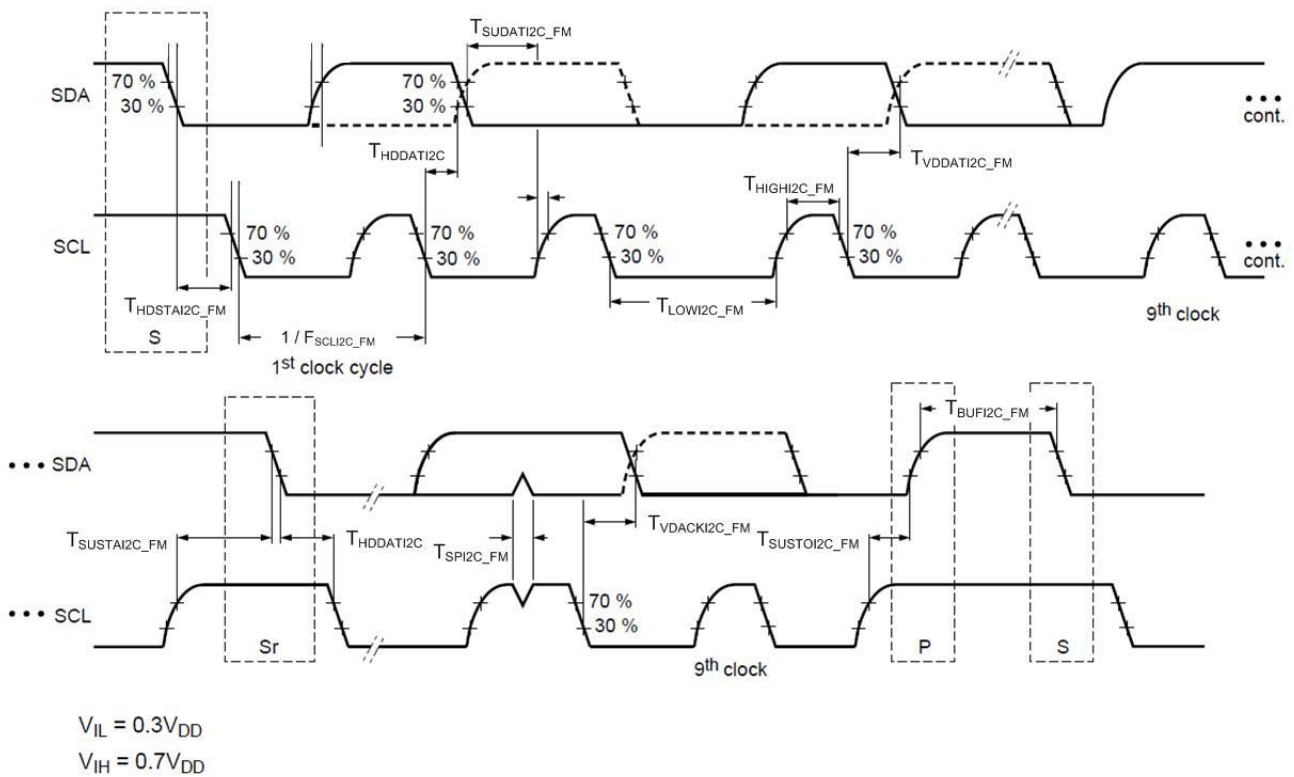 T_SUDATI2C_FM
SDA
70 %
30 %
70 %
30 %
• • •
cont.
T_HDDATI2C
T_VDDATI2C_FM
T_HIGHI2C_FM
SCL
70 %
30 %
70 %
30 %
70 %
30 %
70 %
30 %
• • •
cont.
T_HDSTAI2C_FM
T_LOWI2C_FM
S
1 / F_SCLI2C_FM
1st clock cycle
9th clock
T_BUFI2C_FM
• • • SDA
T_SUSTAI2C_FM
T_HDDATI2C
T_SPI2C_FM
T_VDACKI2C_FM
T_SUSTOI2C_FM
• • • SCL
70 %
30 %
Sr
9th clock
P
S
V_IL = 0.3V_DD
V_IH = 0.7V_DD